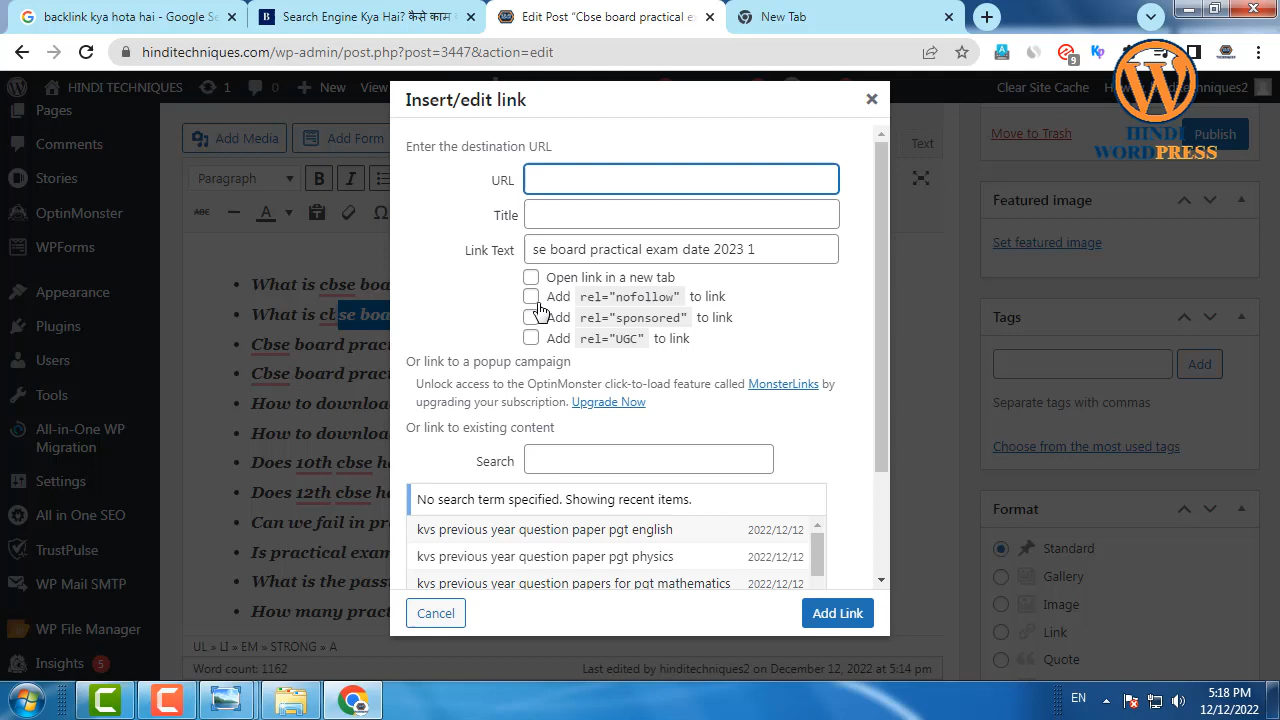 backlink kya hota hai - Google Se
Search Engine Kya Hai? कैसे काम क
Edit Post "Cbse board practical ex
New Tab
hinditechniques.com/wp-admin/post.php?post=3447&action=edit
9
HINDI TECHNIQUES
1
New
Clear Site Cache
hinditechniques2
HINDI
WORDPRESS
Pages
Comments
Stories
OptinMonster
WPForms
Appearance
Plugins
Users
Tools
All-in-One WP
Migration
Settings
All in One SEO
TrustPulse
WP Mail SMTP
WP File Manager
Insights 5
Add Media
Add Form
Text
Paragraph
B
I
ABC
A
Ω
What is cbse boa
What is cbse boa
Cbse board prac
Cbse board prac
How to download
How to downloa
Does 10th cbse h
Does 12th cbse h
Can we fail in pr
Is practical exam
What is the pass
How many pract
UL » LI » EM » STRONG » A
Word count: 1162
Last edited by hinditechniques2 on December 12, 2022 at 5:14 pm
Insert/edit link
Enter the destination URL
URL
Title
Link Text
se board practical exam date 2023 1
Open link in a new tab
Add rel="nofollow" to link
Add rel="sponsored" to link
Add rel="UGC" to link
Or link to a popup campaign
Unlock access to the OptinMonster click-to-load feature called MonsterLinks by
upgrading your subscription. Upgrade Now
Or link to existing content
Search
No search term specified. Showing recent items.
kvs previous year question paper pgt english 2022/12/12
kvs previous year question paper pgt physics 2022/12/12
kvs previous year question papers for pgt mathematics 2022/12/12
Cancel
Add Link
Move to Trash
Publish
Featured image
Set featured image
Tags
Add
Separate tags with commas
Choose from the most used tags
Format
Standard
Gallery
Image
Link
Quote
EN
5:18 PM
12/12/2022